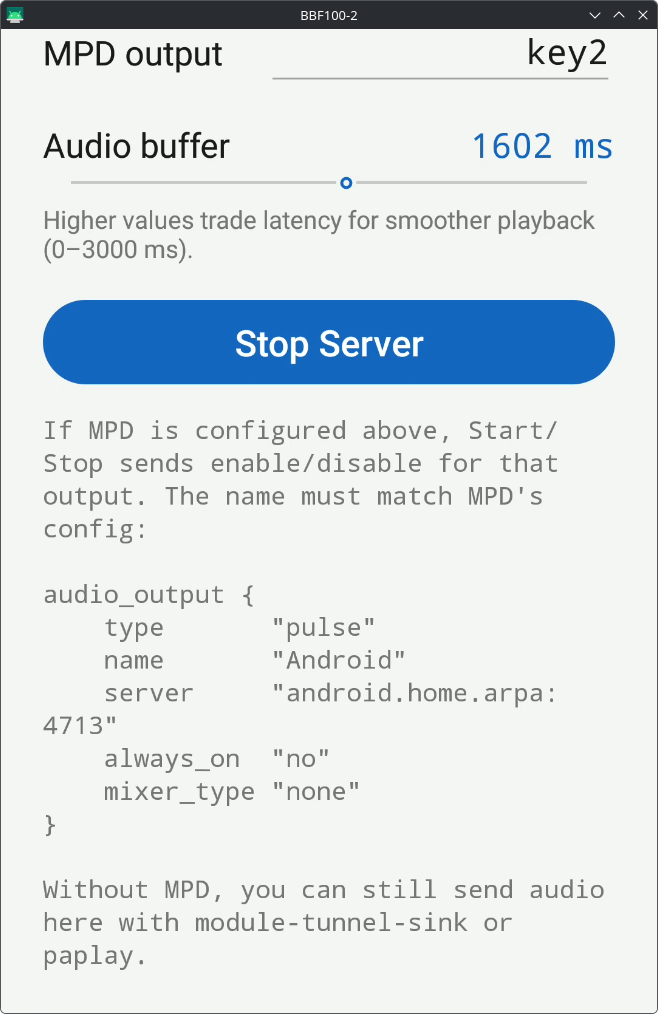 BBF100-2
MPD output key2
Audio buffer 1602 ms
Higher values trade latency for smoother playback
(0–3000 ms).
Stop Server
If MPD is configured above, Start/
Stop sends enable/disable for that
output. The name must match MPD's
config:
audio_output {
    type       "pulse"
    name       "Android"
    server     "android.home.arpa:
4713"
    always_on  "no"
    mixer_type "none"
}
Without MPD, you can still send audio
here with module-tunnel-sink or
paplay.